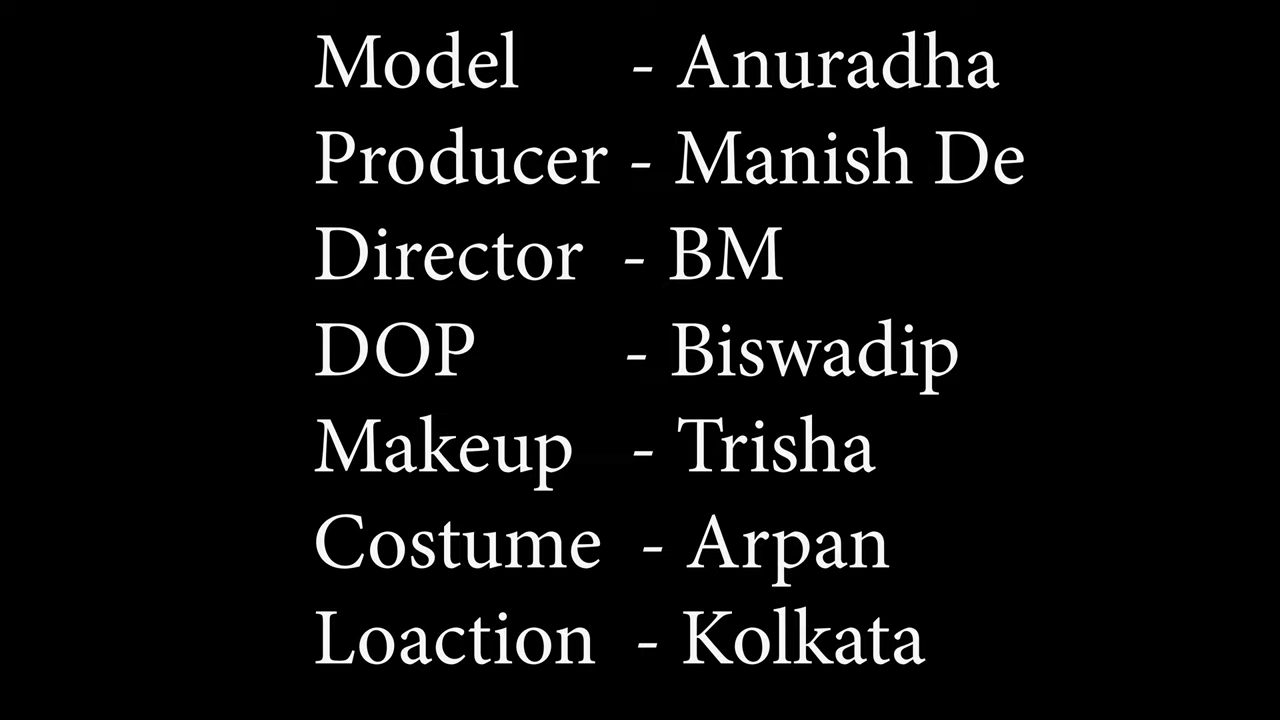 Model - Anuradha
Producer - Manish De
Director - BM
DOP - Biswadip
Makeup - Trisha
Costume - Arpan
Loaction - Kolkata